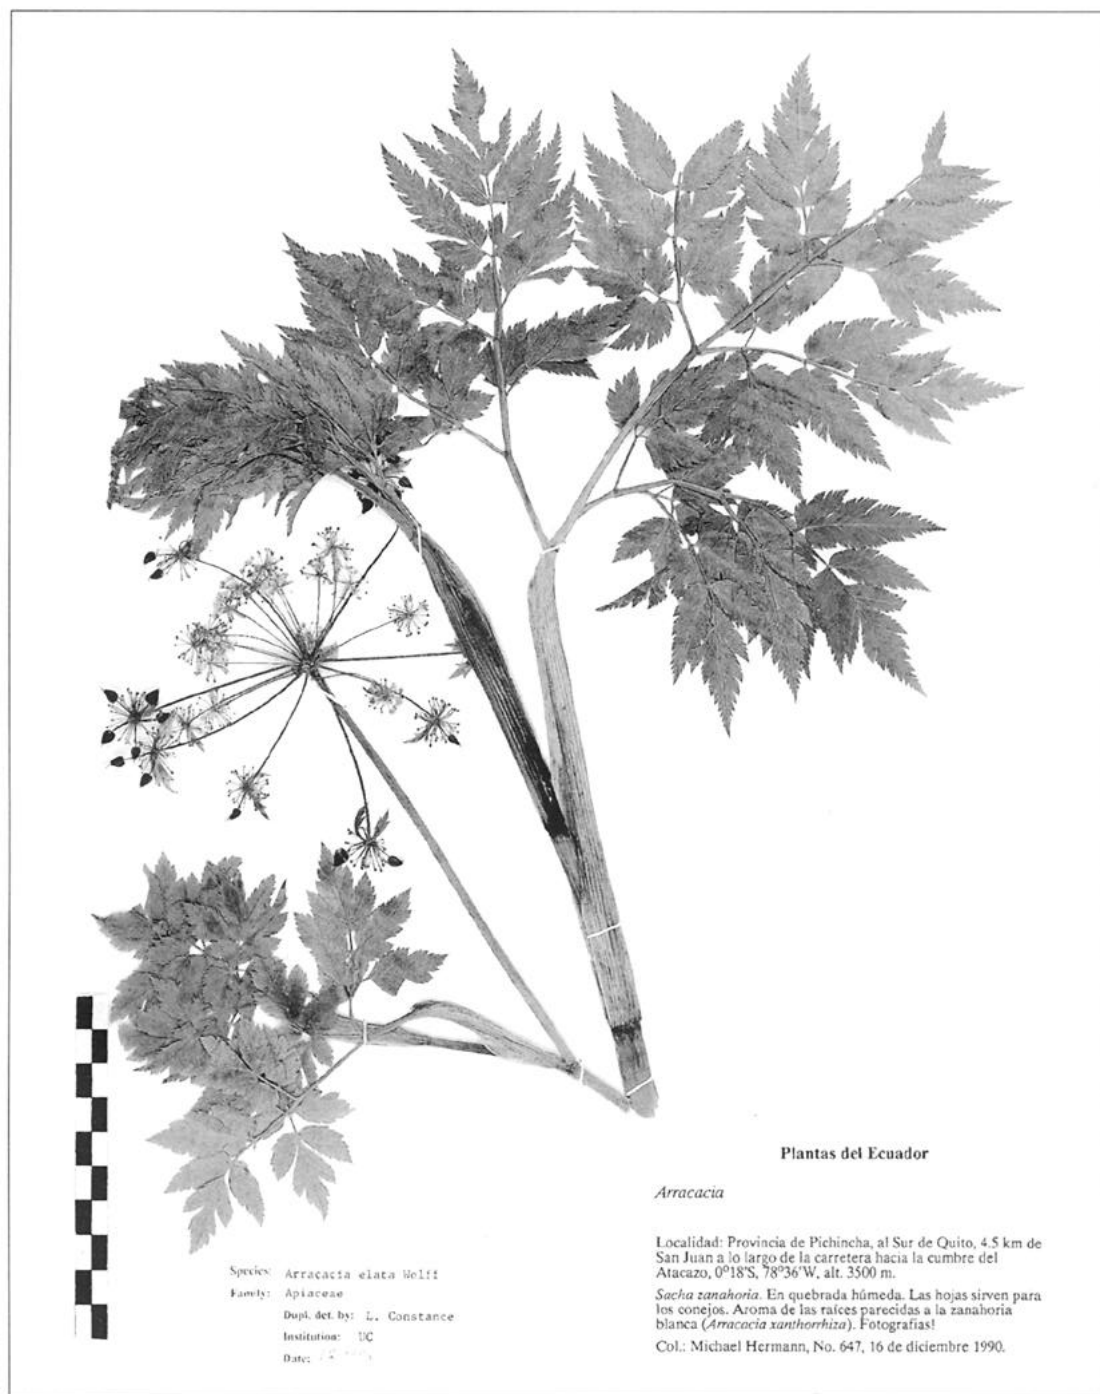 Plantas del Ecuador
Arracacia
Localidad: Provincia de Pichincha, al Sur de Quito, 4.5 km de
San Juan a lo largo de la carretera hacia la cumbre del
Atacazo, 0°18'S, 78°36'W, alt. 3500 m.
Sacha zanahoria. En quebrada húmeda. Las hojas sirven para
los conejos. Aroma de las raíces parecidas a la zanahoria
blanca (Arracacia xanthorrhiza). Fotografias!
Col.: Michael Hermann, No. 647, 16 de diciembre 1990.
Species: Arracacia elata Wolff
Family: Apiaceae
Dupl. det. by: L. Constance
Institution: UC
Date: